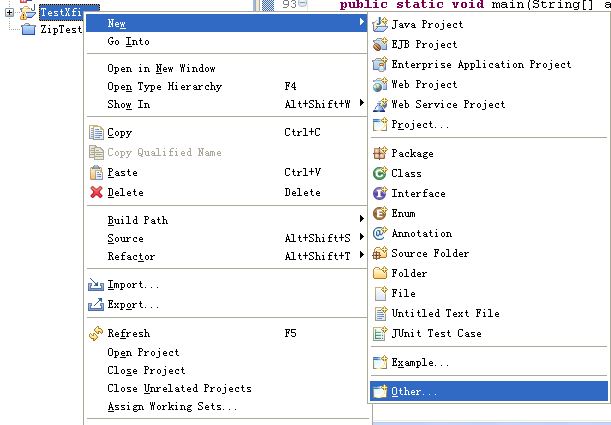 93
public static void main(String[] a
TestXfi
ZipTest
New
Go Into
Open in New Window
Open Type Hierarchy F4
Show In Alt+Shift+W
Copy Ctrl+C
Copy Qualified Name
Paste Ctrl+V
Delete Delete
Build Path
Source Alt+Shift+S
Refactor Alt+Shift+T
Import...
Export...
Refresh F5
Open Project
Close Project
Close Unrelated Projects
Assign Working Sets...
Java Project
EJB Project
Enterprise Application Project
Web Project
Web Service Project
Project...
Package
Class
Interface
Enum
Annotation
Source Folder
Folder
File
Untitled Text File
JUnit Test Case
Example...
Other...